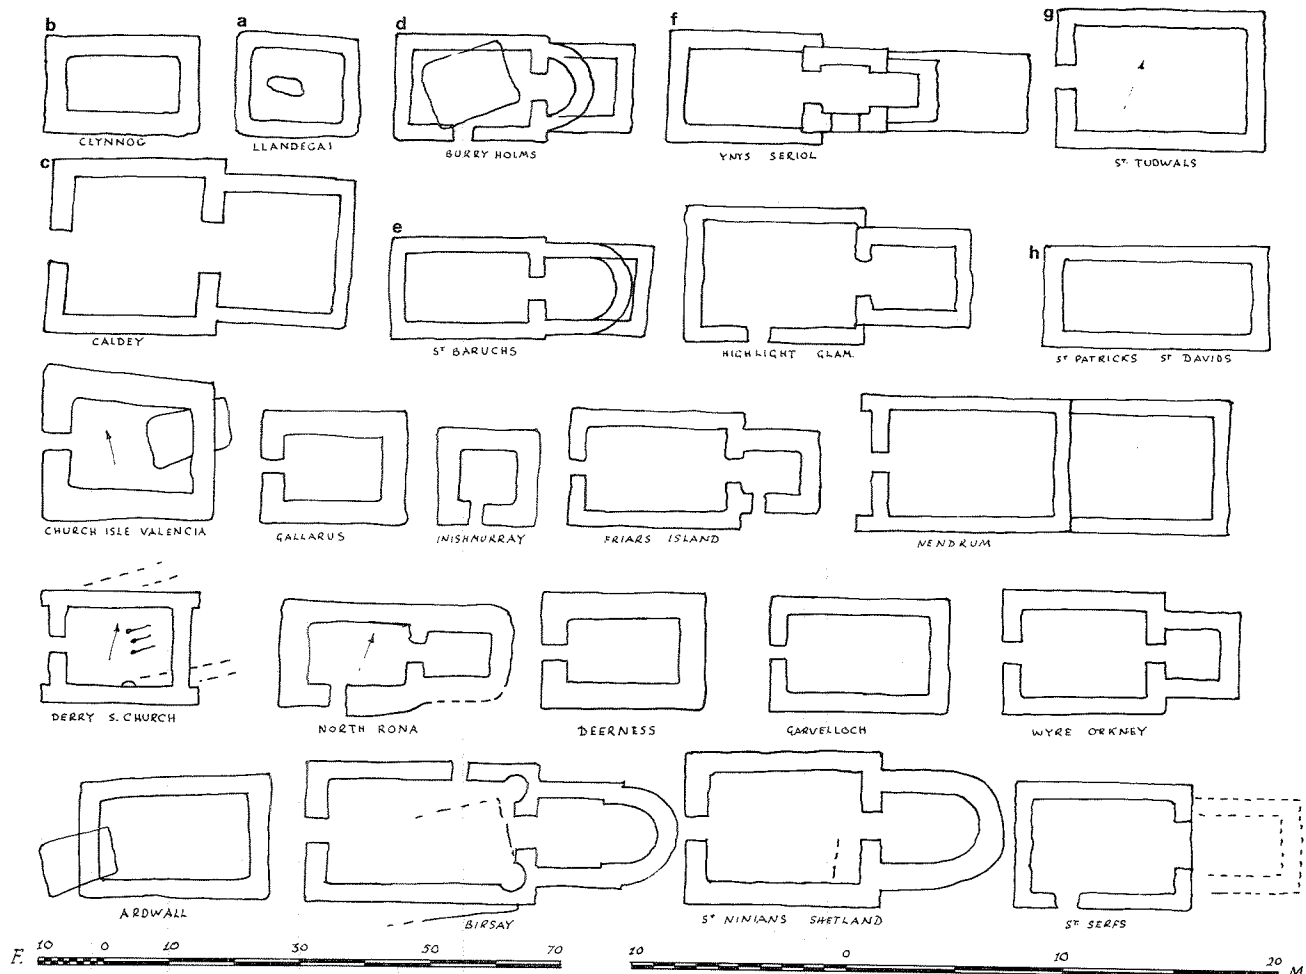 b
CLYNNOG
a
LLANDEGAI
d
BURRY HOLMS
f
YNYS SERIOL
g
ST. TUDWALS
c
CALDEY
e
ST BARUCHS
HIGHLIGHT GLAM.
h
ST PATRICKS ST DAVIDS
CHURCH ISLE VALENCIA
GALLARUS
INISHMURRAY
FRIARS ISLAND
NENDRUM
DERRY S. CHURCH
NORTH RONA
DEERNESS
GARVELLOCH
WYRE ORKNEY
ARDWALL
BIRSAY
ST NINIANS SHETLAND
ST. SERFS
F. 10 0 10 30 50 70
10 0 10 20 M